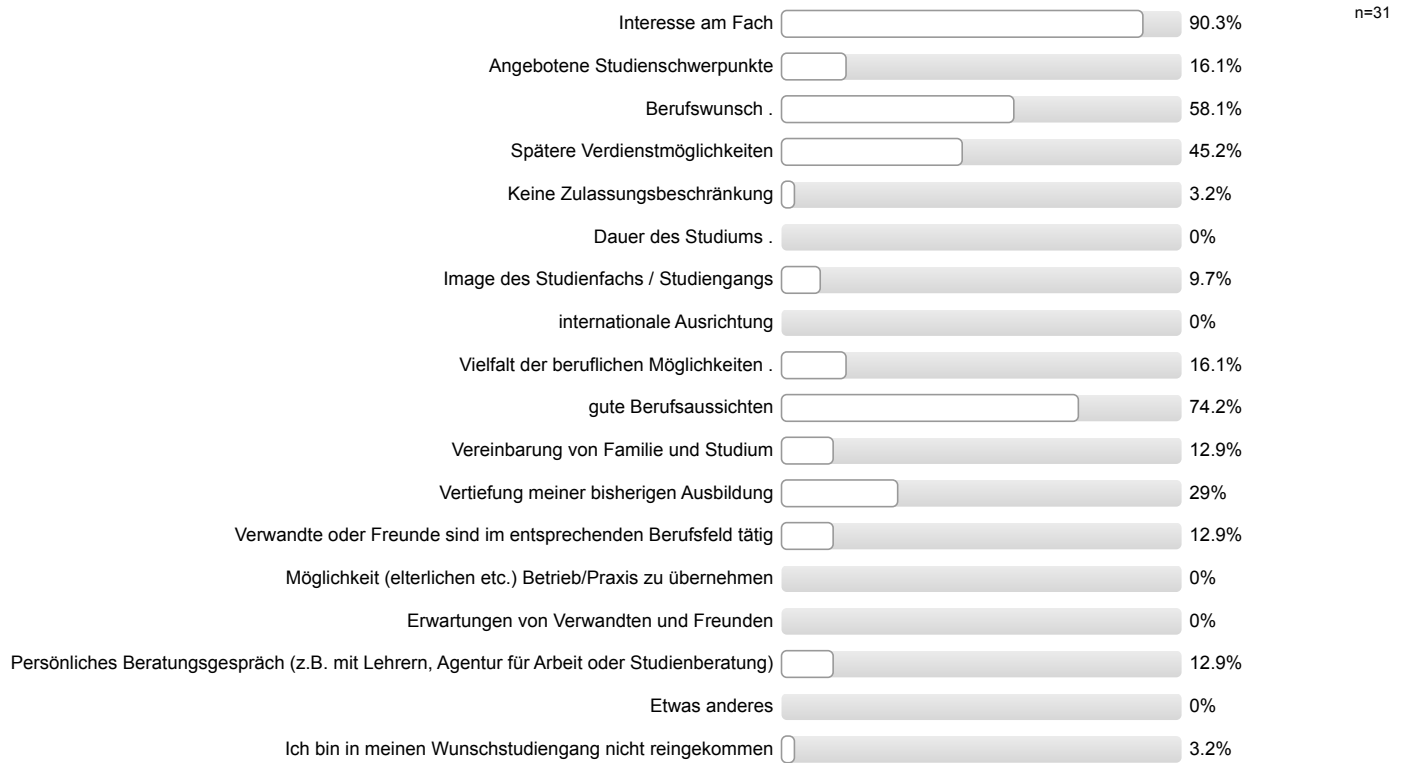 n=31
Interesse am Fach 90.3%
Angebotene Studienschwerpunkte 16.1%
Berufswunsch . 58.1%
Spätere Verdienstmöglichkeiten 45.2%
Keine Zulassungsbeschränkung 3.2%
Dauer des Studiums . 0%
Image des Studienfachs / Studiengangs 9.7%
internationale Ausrichtung 0%
Vielfalt der beruflichen Möglichkeiten . 16.1%
gute Berufsaussichten 74.2%
Vereinbarung von Familie und Studium 12.9%
Vertiefung meiner bisherigen Ausbildung 29%
Verwandte oder Freunde sind im entsprechenden Berufsfeld tätig 12.9%
Möglichkeit (elterlichen etc.) Betrieb/Praxis zu übernehmen 0%
Erwartungen von Verwandten und Freunden 0%
Persönliches Beratungsgespräch (z.B. mit Lehrern, Agentur für Arbeit oder Studienberatung) 12.9%
Etwas anderes 0%
Ich bin in meinen Wunschstudiengang nicht reingekommen 3.2%